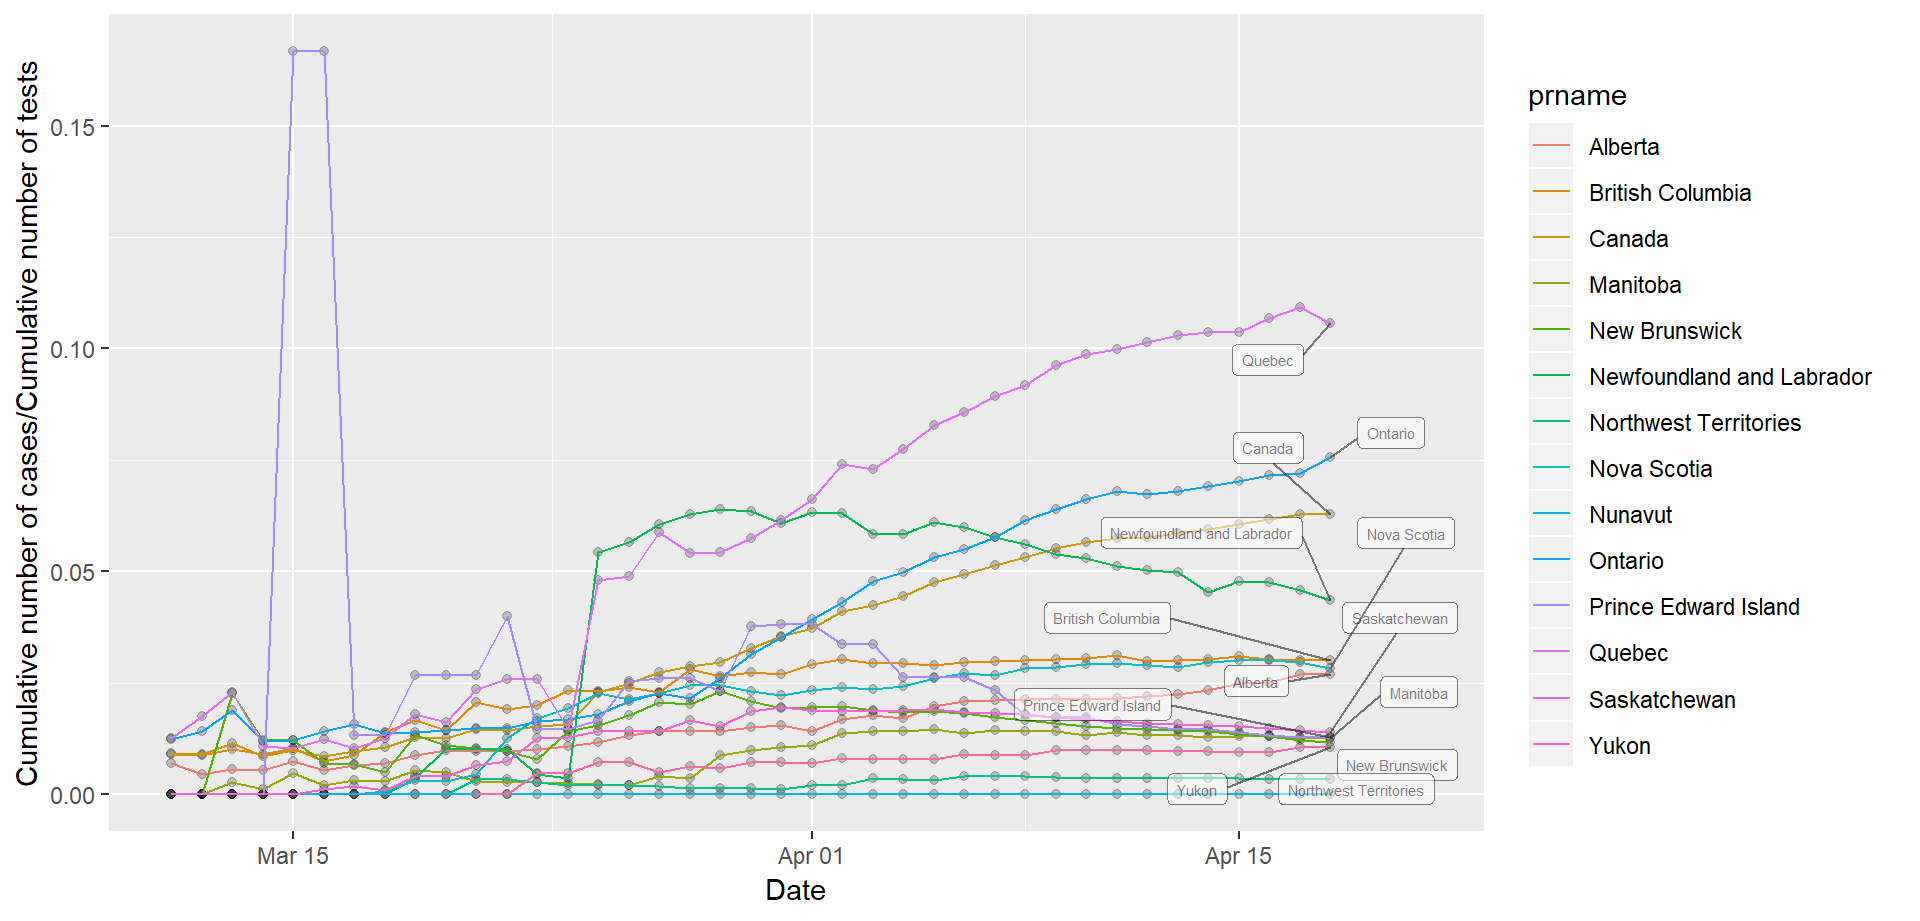 Cumulative number of cases/Cumulative number of tests
0.15
0.10
0.05
0.00
Quebec
Ontario
Canada
Newfoundland and Labrador
Nova Scotia
British Columbia
Saskatchewan
Alberta
Manitoba
Prince Edward Island
New Brunswick
Yukon
Northwest Territories
Mar 15
Apr 01
Apr 15
Date
prname
Alberta
British Columbia
Canada
Manitoba
New Brunswick
Newfoundland and Labrador
Northwest Territories
Nova Scotia
Nunavut
Ontario
Prince Edward Island
Quebec
Saskatchewan
Yukon